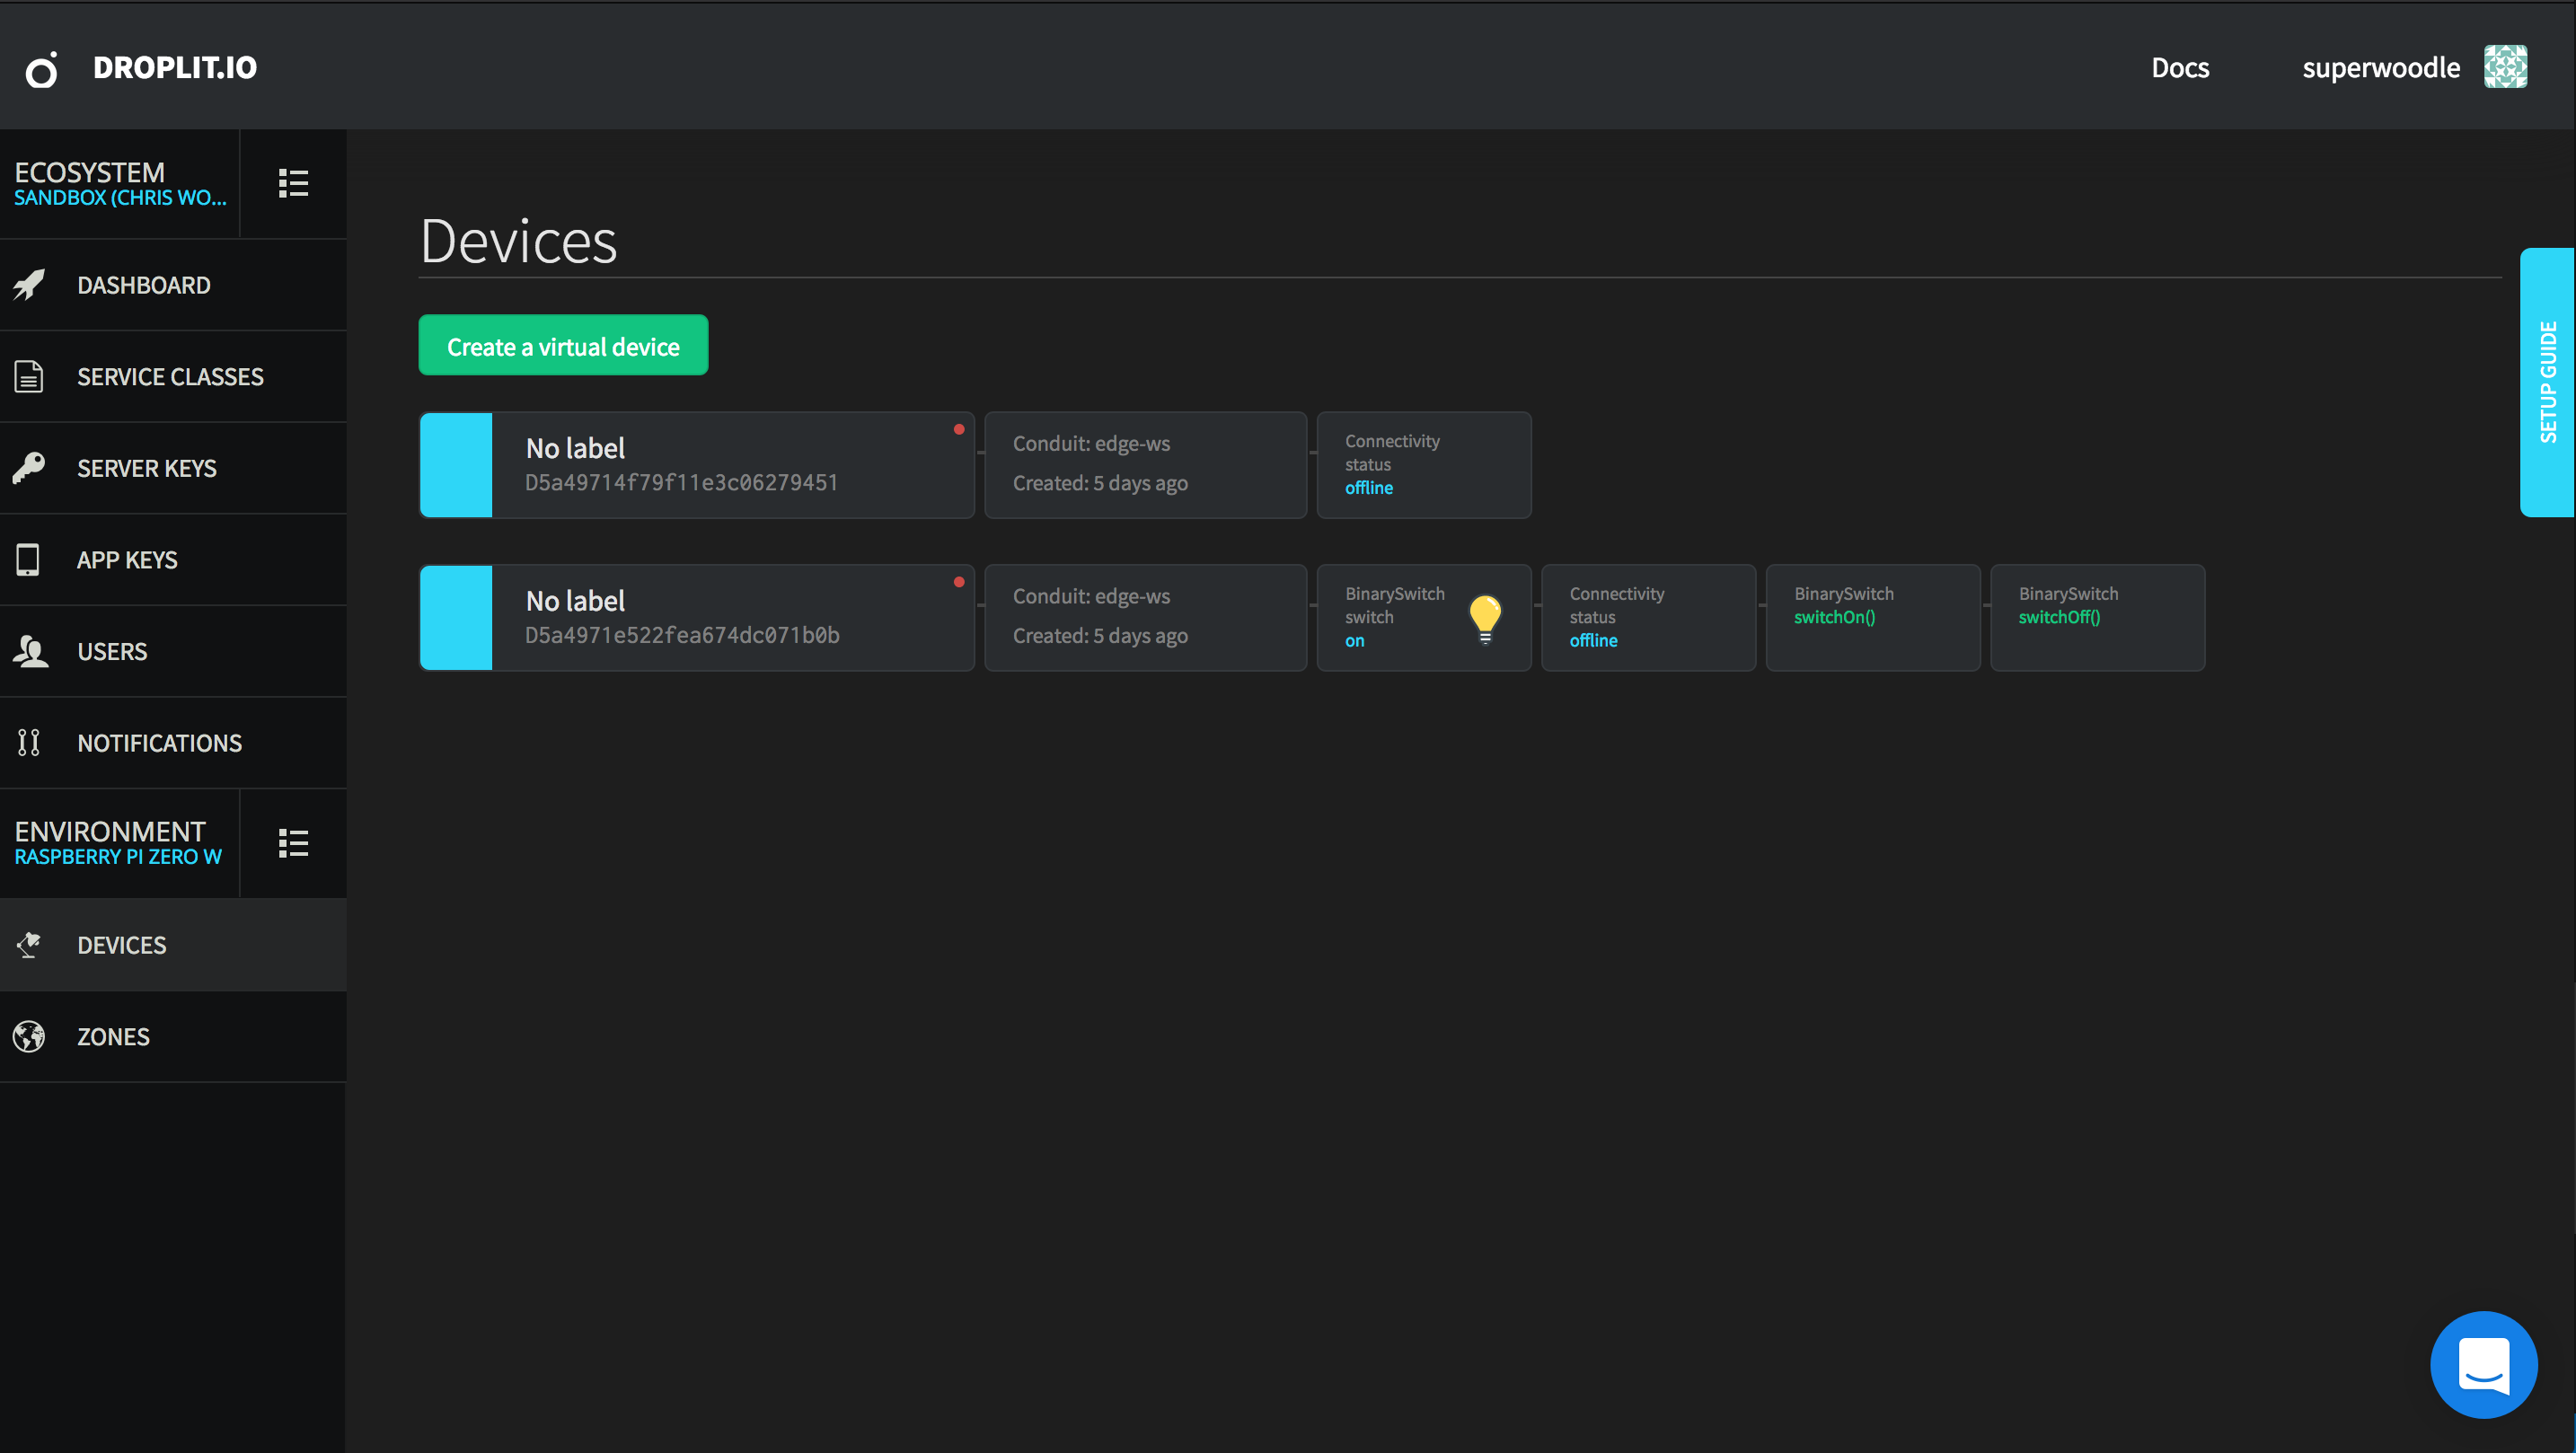 DROPLIT.IO
Docs
superwoodle
ECOSYSTEM
SANDBOX (CHRIS WO...
DASHBOARD
SERVICE CLASSES
SERVER KEYS
APP KEYS
USERS
NOTIFICATIONS
ENVIRONMENT
RASPBERRY PI ZERO W
DEVICES
ZONES
Devices
Create a virtual device
No label
D5a49714f79f11e3c06279451
Conduit: edge-ws
Created: 5 days ago
Connectivity
status
offline
No label
D5a4971e522fea674dc071b0b
Conduit: edge-ws
Created: 5 days ago
BinarySwitch
switch
on
Connectivity
status
offline
BinarySwitch
switchOn()
BinarySwitch
switchOff()
SETUP GUIDE